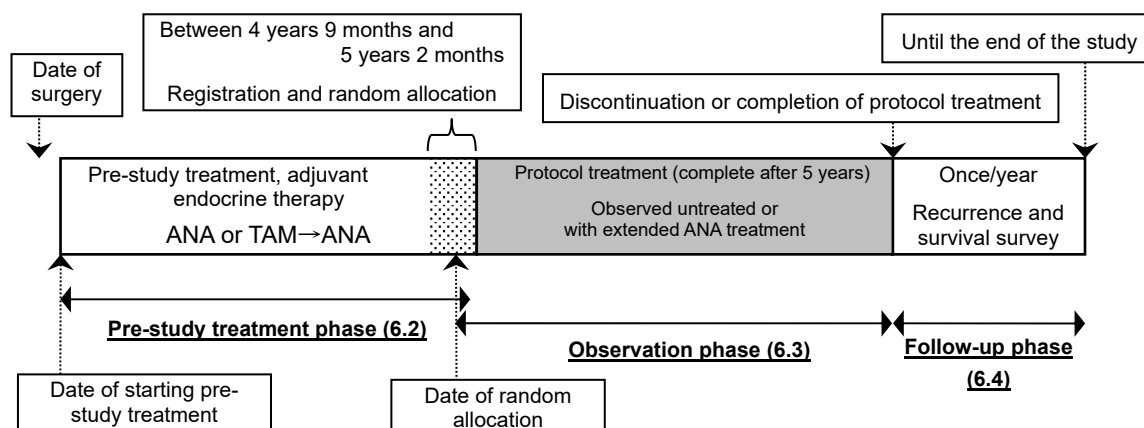 Between 4 years 9 months and
5 years 2 months
Registration and random allocation
Until the end of the study
Date of
surgery
Discontinuation or completion of protocol treatment
Pre-study treatment, adjuvant
endocrine therapy
ANA or TAM→ANA
Protocol treatment (complete after 5 years)
Observed untreated or
with extended ANA treatment
Once/year
Recurrence and
survival survey
Pre-study treatment phase (6.2)
Observation phase (6.3)
Follow-up phase
(6.4)
Date of starting pre-
study treatment
Date of random
allocation